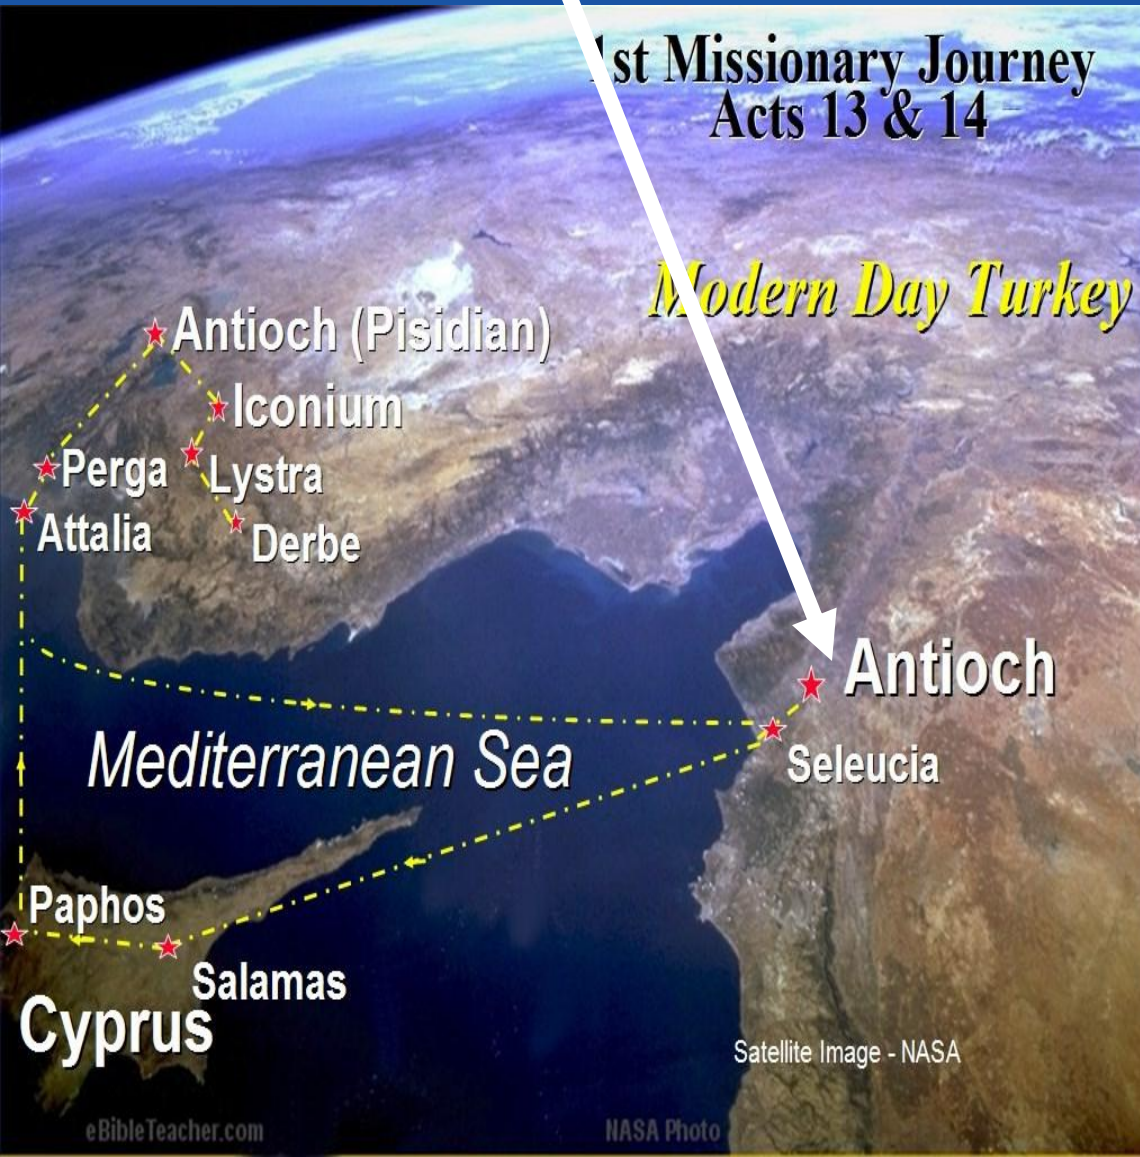 1st Missionary Journey
Acts 13 & 14
Modern Day Turkey
Antioch (Pisidian)
Iconium
Perga
Lystra
Attalia
Derbe
Antioch
Mediterranean Sea
Seleucia
Paphos
Salamas
Cyprus
Satellite Image - NASA
eBibleTeacher.com
NASA Photo